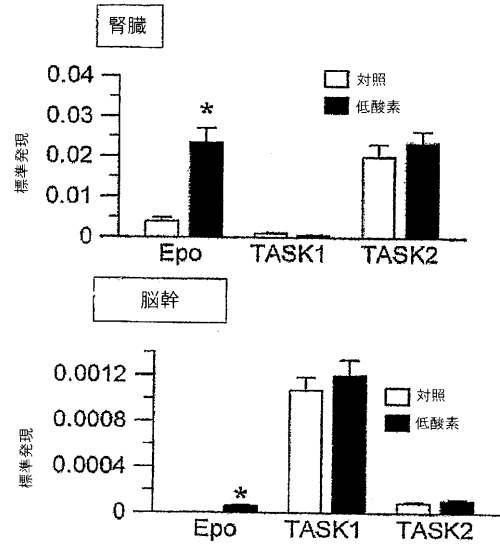 腎臓
0.04
0.03
0.02
0.01
0
標準発現
対照
低酸素
*
Epo TASK1 TASK2
脳幹
0.0012
0.0008
0.0004
0
標準発現
対照
低酸素
*
Epo TASK1 TASK2